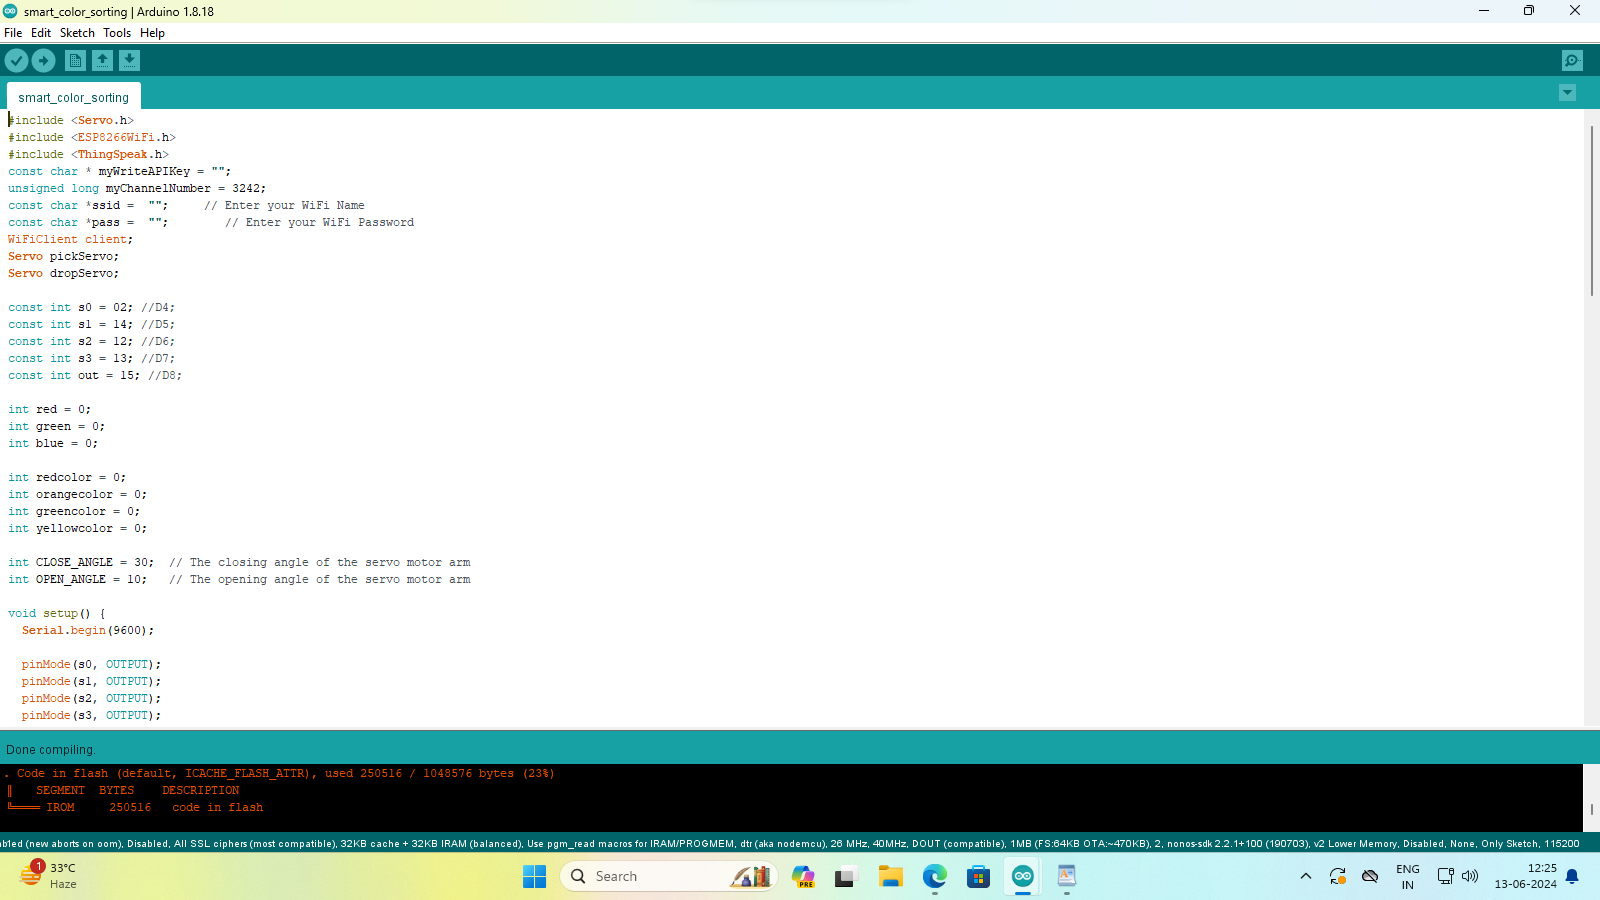 smart_color_sorting | Arduino 1.8.18
File Edit Sketch Tools Help
smart_color_sorting
#include <Servo.h>
#include <ESP8266WiFi.h>
#include <ThingSpeak.h>
const char * myWriteAPIKey = "";
unsigned long myChannelNumber = 3242;
const char *ssid =  "";     // Enter your WiFi Name
const char *pass =  "";        // Enter your WiFi Password
WiFiClient client;
Servo pickServo;
Servo dropServo;
const int s0 = 02; //D4;
const int s1 = 14; //D5;
const int s2 = 12; //D6;
const int s3 = 13; //D7;
const int out = 15; //D8;
int red = 0;
int green = 0;
int blue = 0;
int redcolor = 0;
int orangecolor = 0;
int greencolor = 0;
int yellowcolor = 0;
int CLOSE_ANGLE = 30;  // The closing angle of the servo motor arm
int OPEN_ANGLE = 10;   // The opening angle of the servo motor arm
void setup() {
  Serial.begin(9600);
  pinMode(s0, OUTPUT);
  pinMode(s1, OUTPUT);
  pinMode(s2, OUTPUT);
  pinMode(s3, OUTPUT);
Done compiling.
. Code in flash (default, ICACHE_FLASH_ATTR), used 250516 / 1048576 bytes (23%)
║   SEGMENT  BYTES    DESCRIPTION
╚════ IROM     250516   code in flash
abled (new aborts on oom), Disabled, All SSL ciphers (most compatible), 32KB cache + 32KB IRAM (balanced), Use pgm_read macros for IRAM/PROGMEM, dtr (aka nodemcu), 26 MHz, 40MHz, DOUT (compatible), 1MB (FS:64KB OTA:~470KB), 2, nonos-sdk 2.2.1+100 (190703), v2 Lower Memory, Disabled, None, Only Sketch, 115200
1
33°C
Haze
Search
PRE
ENG
IN
12:25
13-06-2024